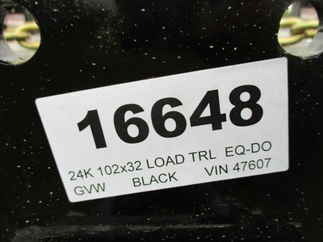 16648
24K 102x32 LOAD TRL EQ-DO
GVW BLACK VIN 47607